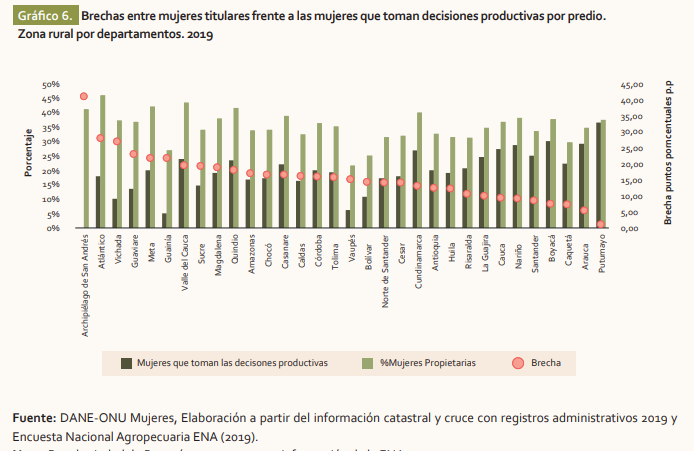 Gráfico 6. Brechas entre mujeres titulares frente a las mujeres que toman decisiones productivas por predio.
Zona rural por departamentos. 2019
Porcentaje
50%
45%
40%
35%
30%
25%
20%
15%
10%
5%
0%
45,00
40,00
35,00
30,00
25,00
20,00
15,00
10,00
5,00
0,00
Brecha puntos pomcentuales p.p
Archipiélago de San Andrés
Atlántico
Vichada
Guaviare
Meta
Guainía
Valle del Cauca
Sucre
Magdalena
Quindío
Amazonas
Chocó
Casanare
Caldas
Córdoba
Tolima
Vaupés
Bolívar
Norte de Santander
Cesar
Cundinamarca
Antioquia
Huila
Risaralda
La Guajira
Cauca
Nariño
Santander
Boyacá
Caquetá
Arauca
Putumayo
Mujeres que toman las decisones productivas
%Mujeres Propietarias
Brecha
Fuente: DANE-ONU Mujeres, Elaboración a partir del información catastral y cruce con registros administrativos 2019 y
Encuesta Nacional Agropecuaria ENA (2019).